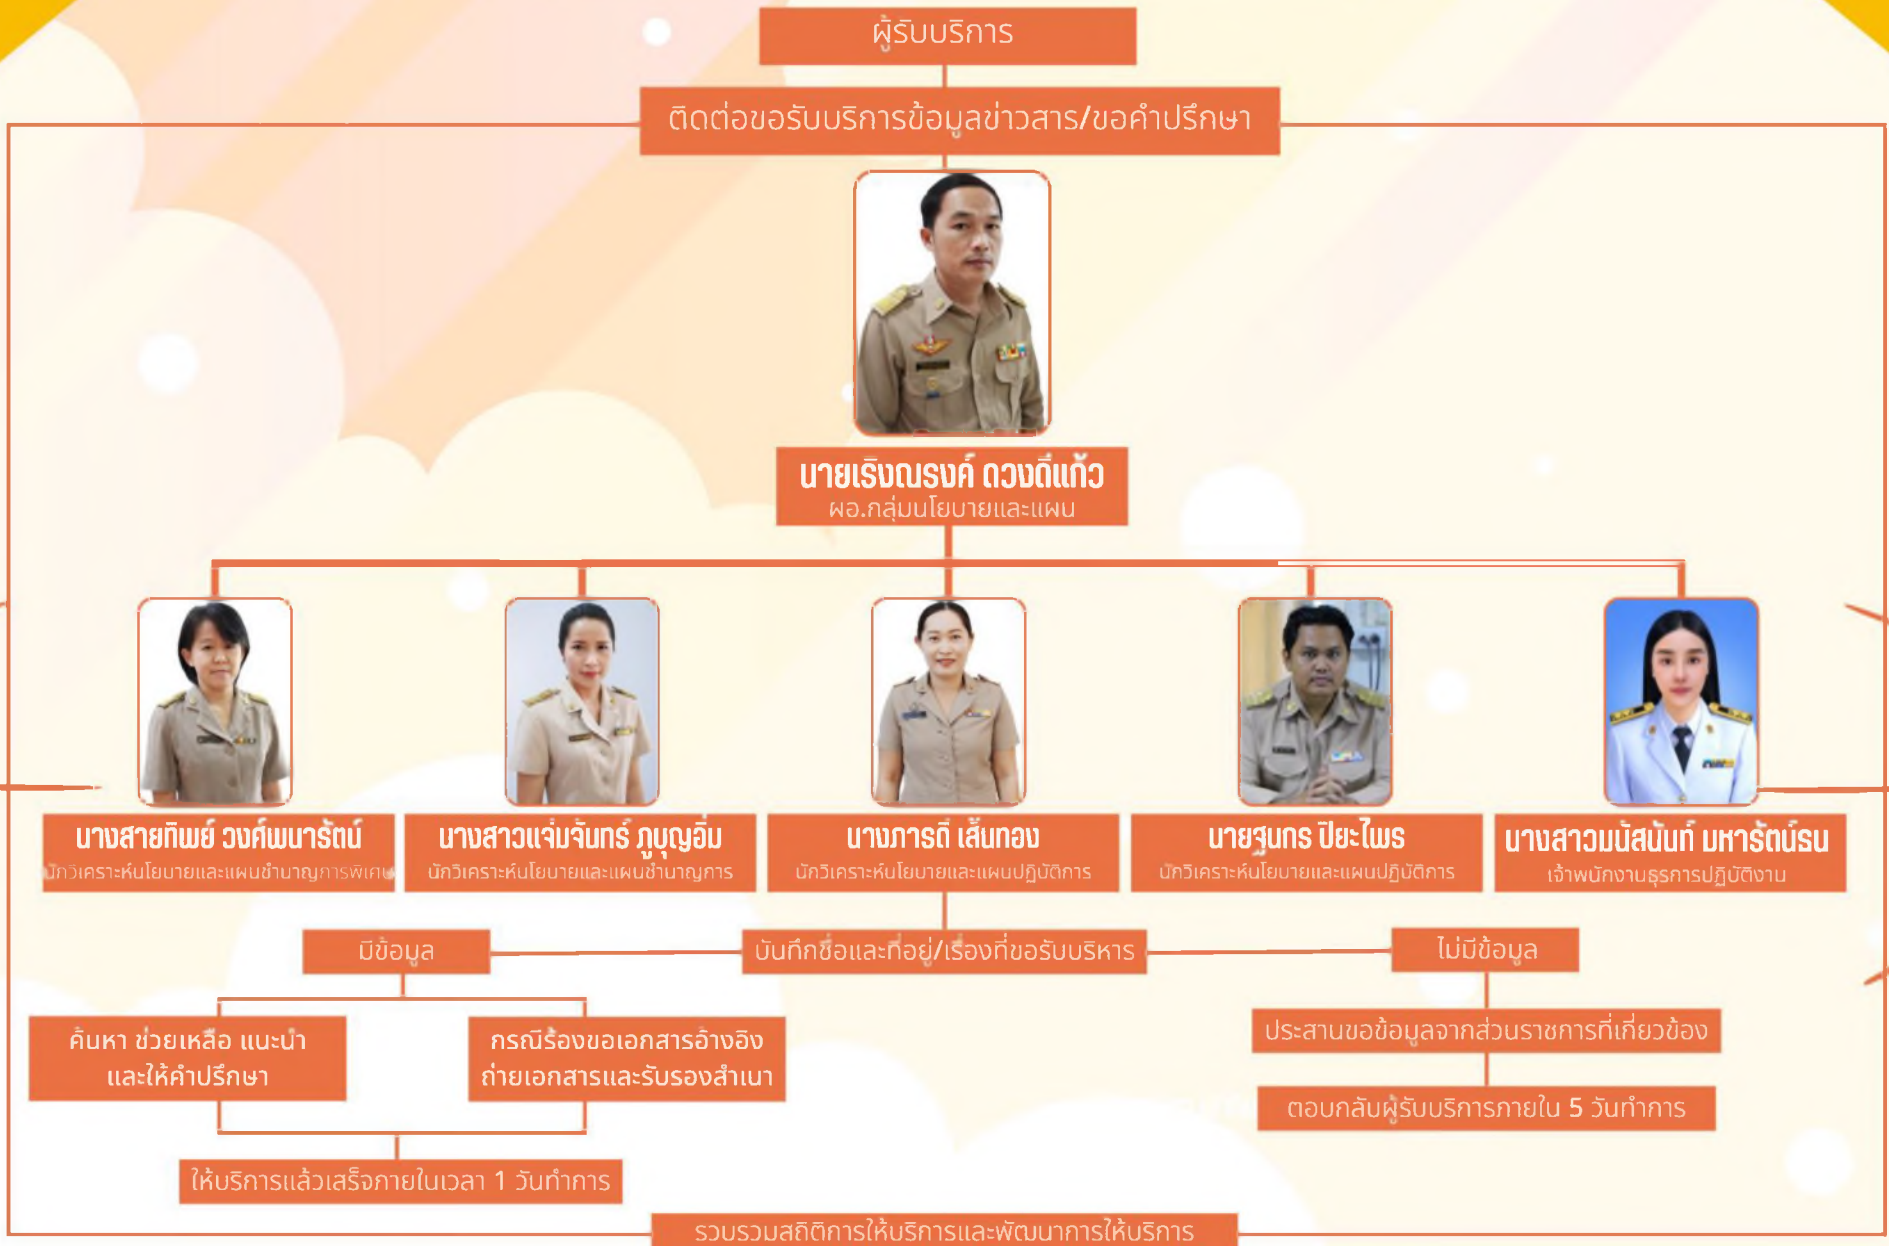 ผู้รับบริการ
ติดต่อขอรับบริการข้อมูลข่าวสาร/ขอคำปรึกษา
นายเริงณรงค์ ดวงดีแก้ว
ผอ.กลุ่มนโยบายและแผน
นางสายทิพย์ วงศ์พนารัตน์
นักวิเคราะห์นโยบายและแผนชำนาญการพิเศษ
นางสาวแจ่มจันทร์ ภูบุญอิ่ม
นักวิเคราะห์นโยบายและแผนชำนาญการ
นางภารดี เส้นทอง
นักวิเคราะห์นโยบายและแผนปฏิบัติการ
นายฐนกร ปิยะไพร
นักวิเคราะห์นโยบายและแผนปฏิบัติการ
นางสาวมนัสนันท์ มหารัตน์ธน
เจ้าพนักงานธุรการปฏิบัติงาน
มีข้อมูล
บันทึกชื่อและที่อยู่/เรื่องที่ขอรับบริหาร
ไม่มีข้อมูล
ค้นหา ช่วยเหลือ แนะนำ
และให้คำปรึกษา
กรณีร้องขอเอกสารอ้างอิง
ถ่ายเอกสารและรับรองสำเนา
ประสานขอข้อมูลจากส่วนราชการที่เกี่ยวข้อง
ตอบกลับผู้รับบริการภายใน 5 วันทำการ
ให้บริการแล้วเสร็จภายในเวลา 1 วันทำการ
รวบรวมสถิติการให้บริการและพัฒนาการให้บริการ